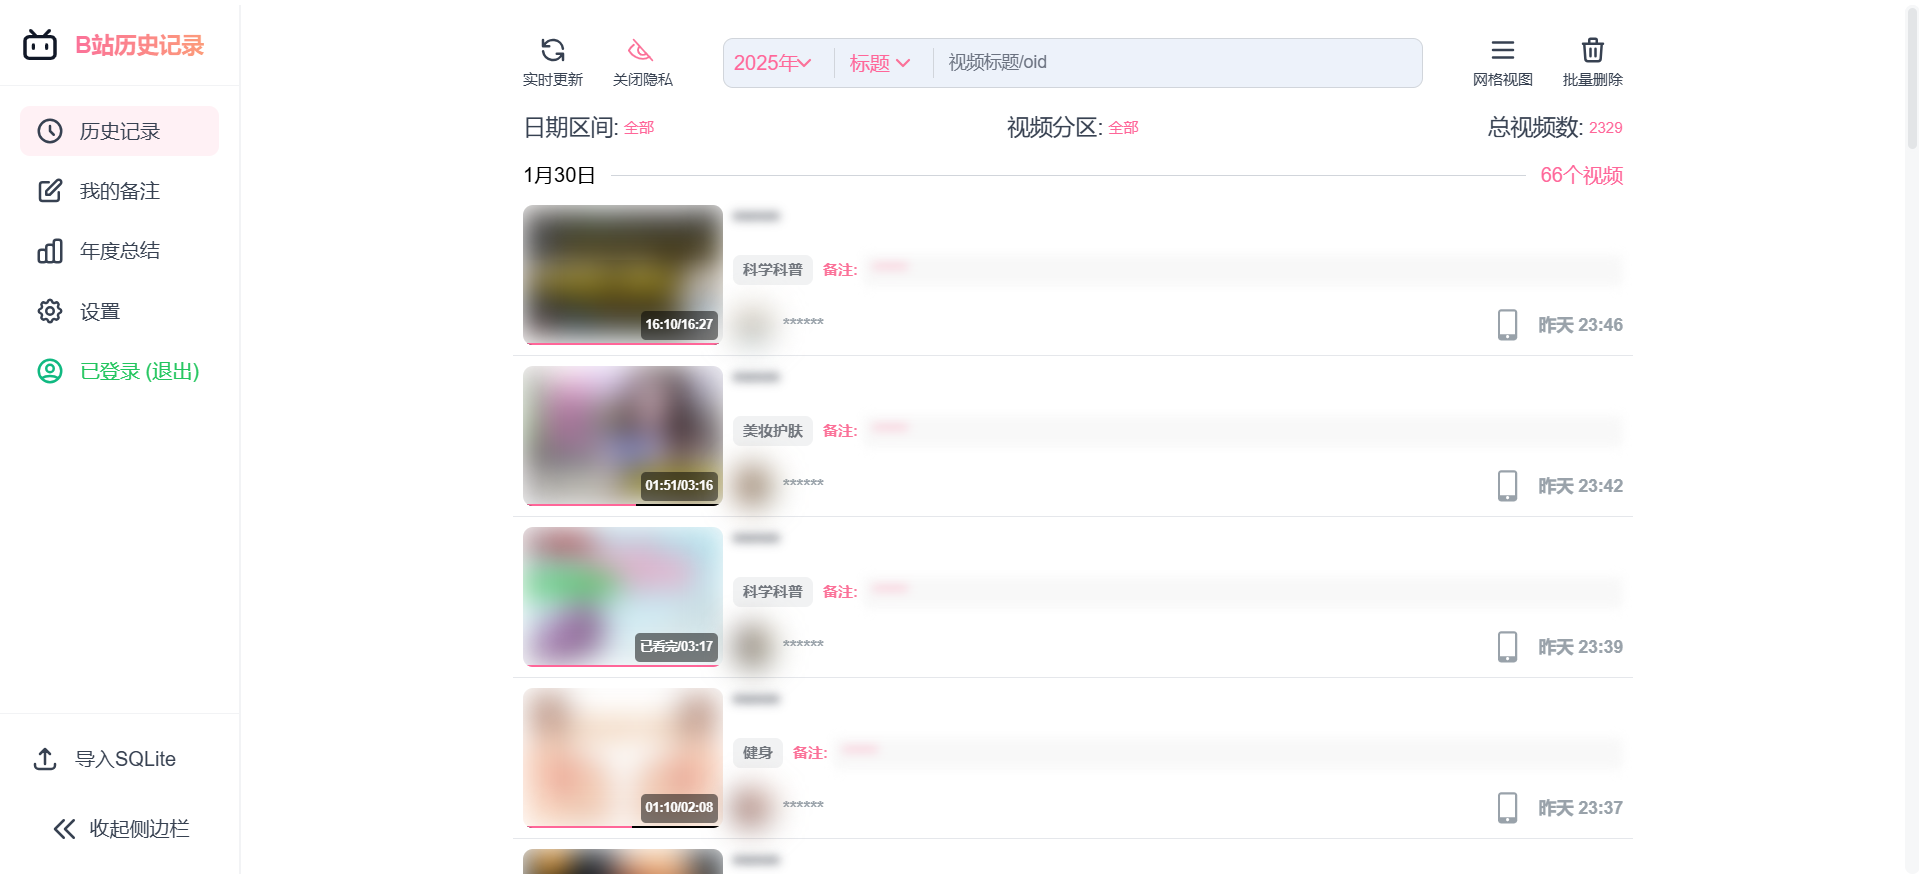 B站历史记录
历史记录
我的备注
年度总结
设置
已登录 (退出)
导入SQLite
收起侧边栏
实时更新
关闭隐私
2025年
标题
视频标题/oid
网格视图
批量删除
日期区间: 全部
视频分区: 全部
总视频数: 2329
1月30日
66个视频
16:10/16:27
科学科普
备注:
******
昨天 23:46
01:51/03:16
美妆护肤
备注:
******
昨天 23:42
已看完/03:17
科学科普
备注:
******
昨天 23:39
01:10/02:08
健身
备注:
******
昨天 23:37